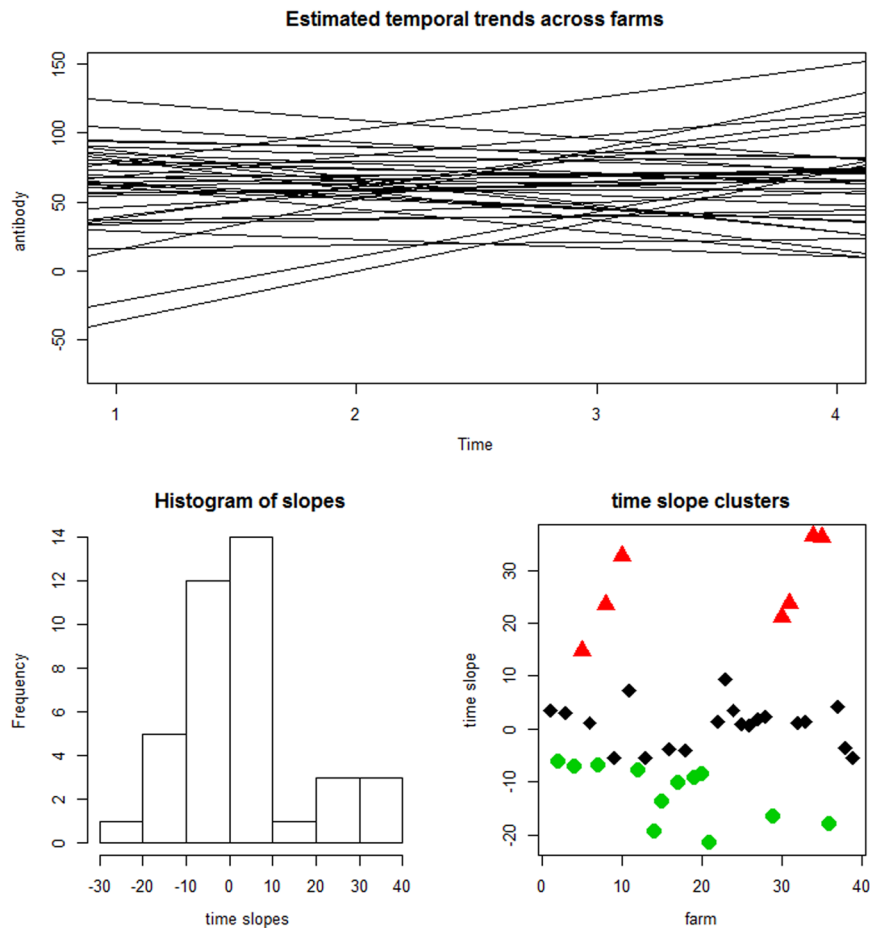 Estimated temporal trends across farms
antibody
150
100
50
0
-50
1 2 3 4
Time
Histogram of slopes
Frequency
14
12
10
8
6
4
2
0
-30 -20 -10 0 10 20 30 40
time slopes
time slope clusters
time slope
30
20
10
0
-10
-20
0 10 20 30 40
farm